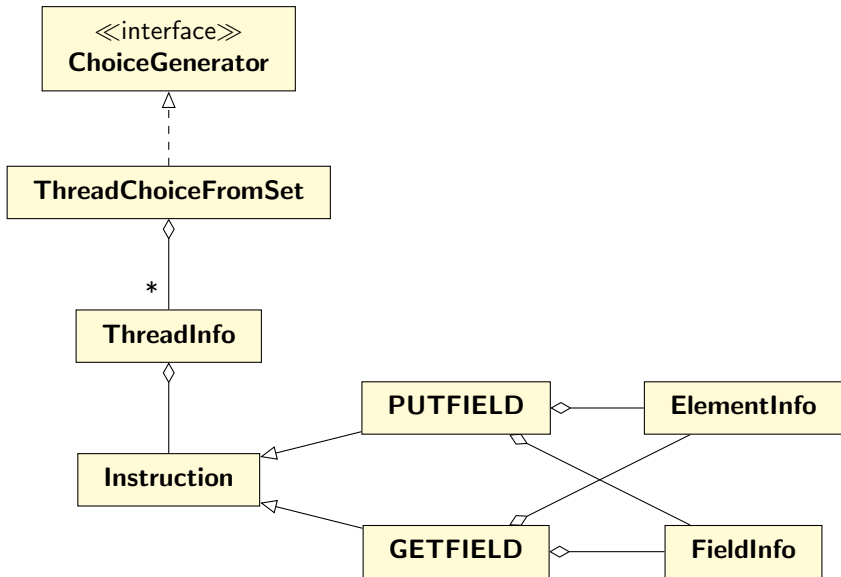 ≪interface≫
ChoiceGenerator
ThreadChoiceFromSet
*
ThreadInfo
PUTFIELD
ElementInfo
Instruction
GETFIELD
FieldInfo